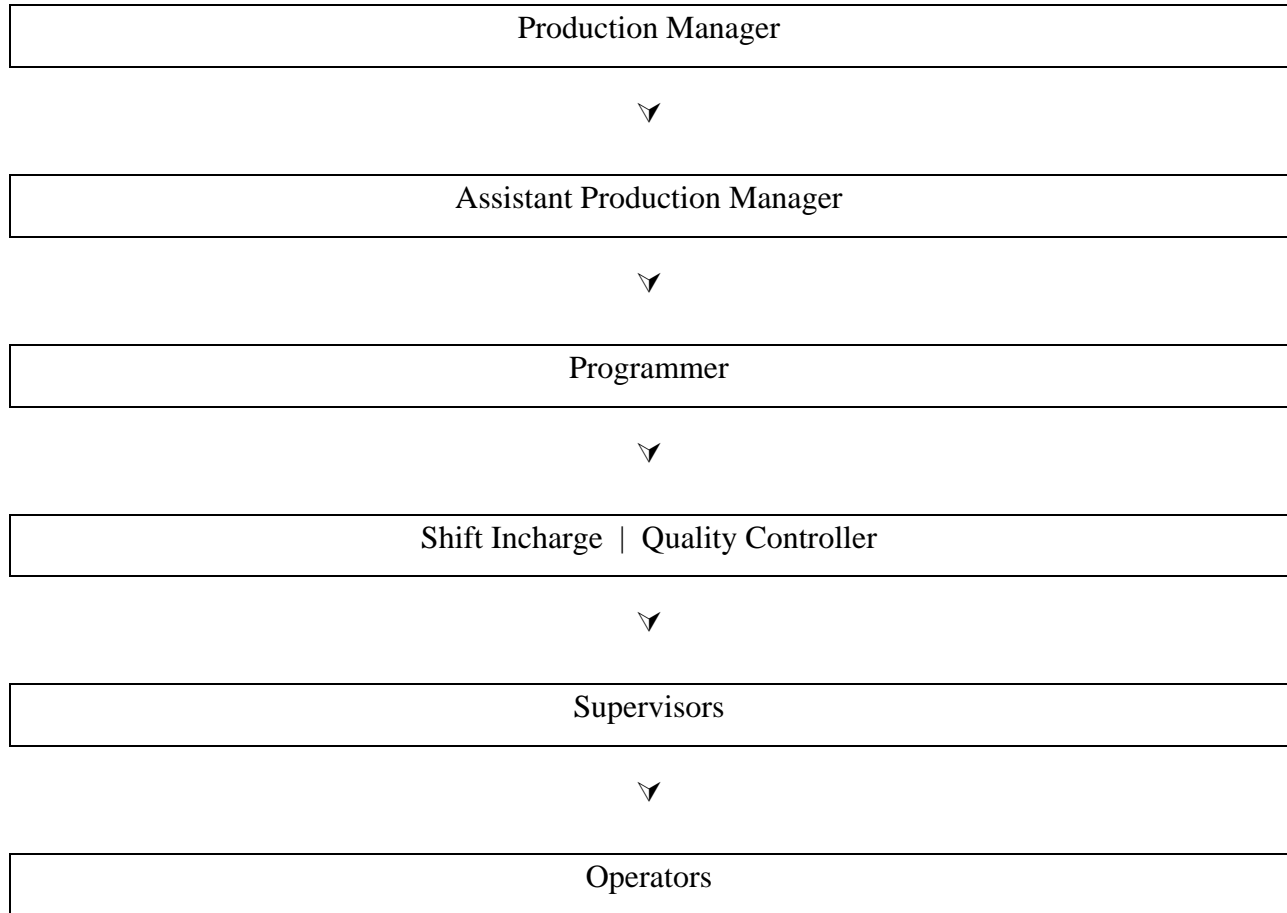 Production Manager
Assistant Production Manager
Programmer
Shift Incharge | Quality Controller
Supervisors
Operators